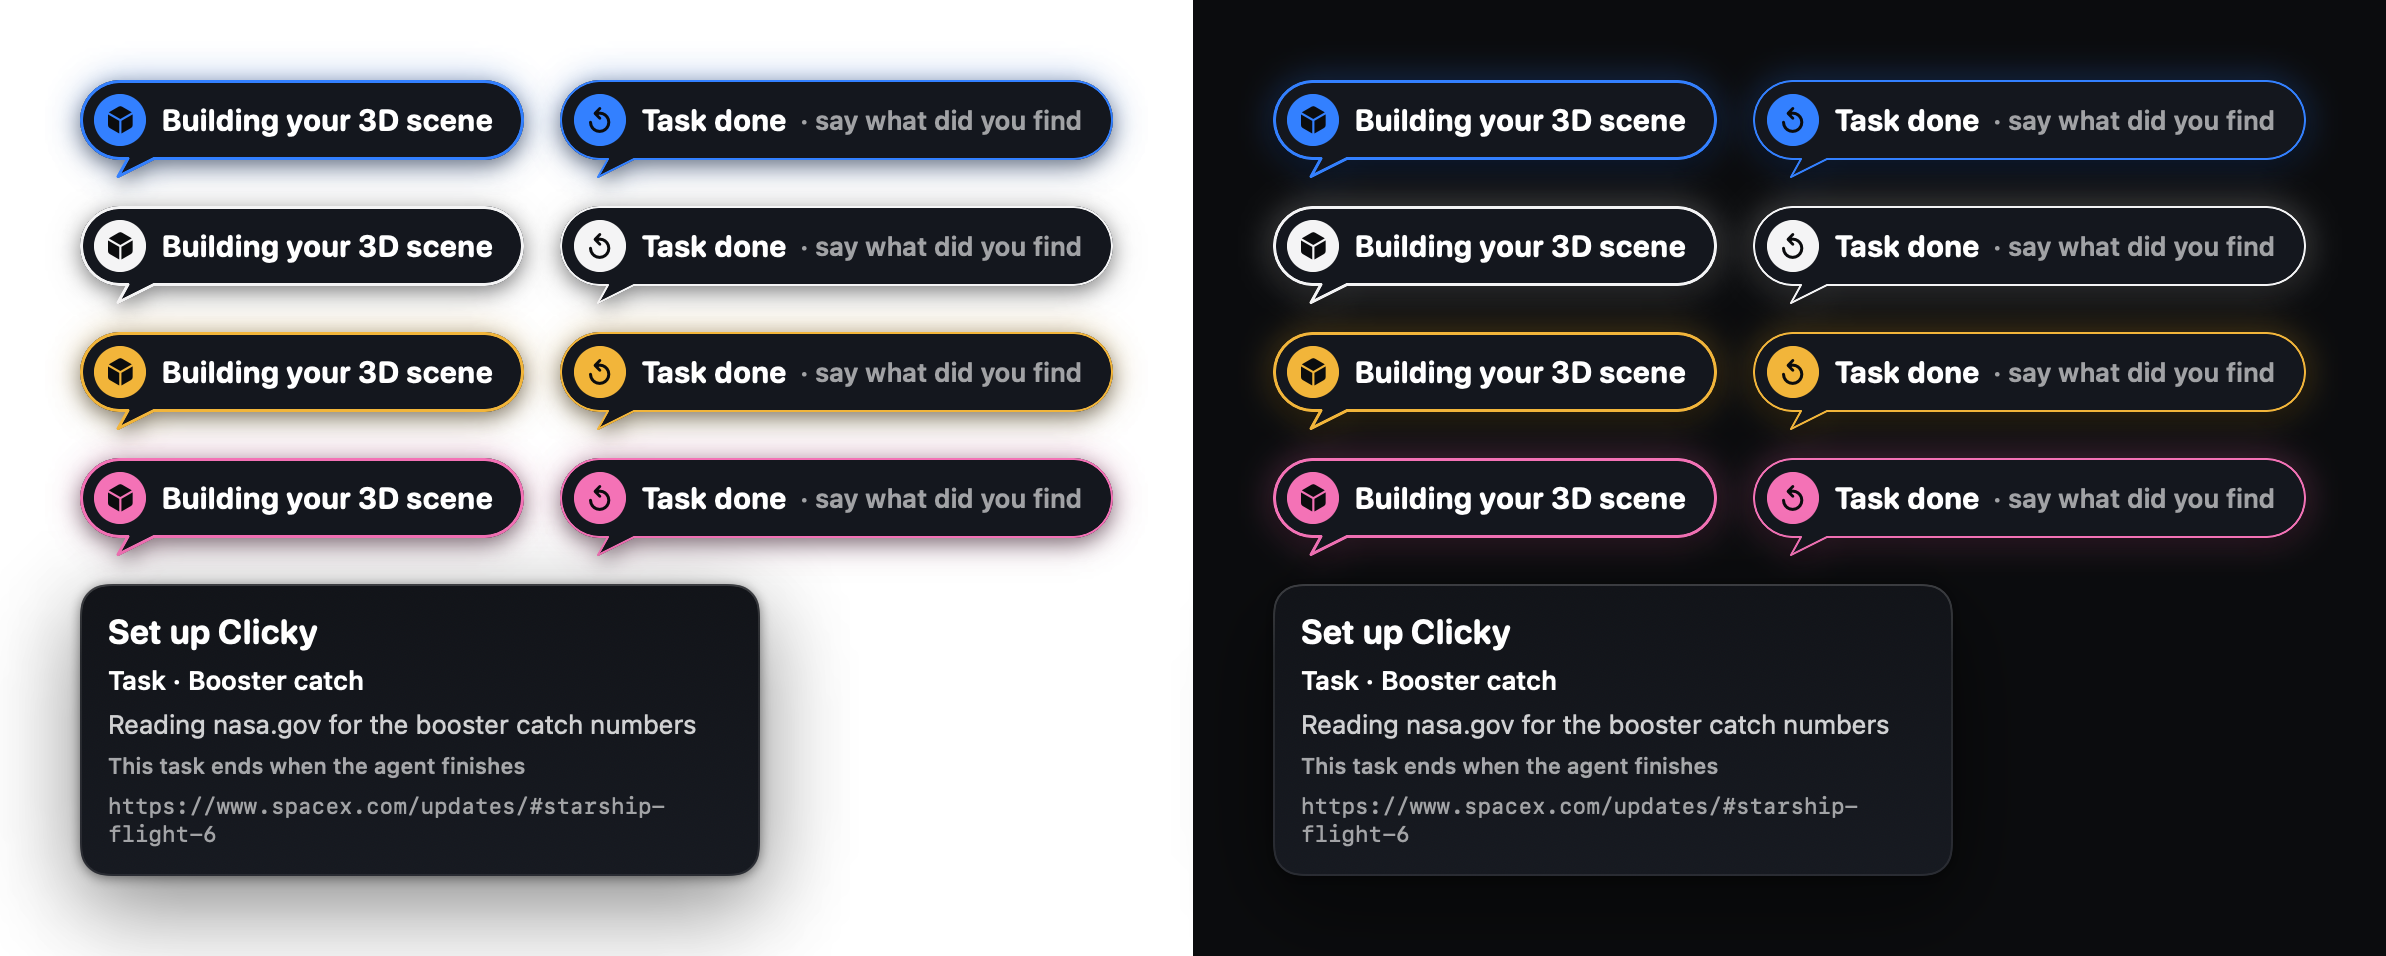 Building your 3D scene
Task done · say what did you find
Building your 3D scene
Task done · say what did you find
Building your 3D scene
Task done · say what did you find
Building your 3D scene
Task done · say what did you find
Set up Clicky
Task · Booster catch
Reading nasa.gov for the booster catch numbers
This task ends when the agent finishes
https://www.spacex.com/updates/#starship-
flight-6
Building your 3D scene
Task done · say what did you find
Building your 3D scene
Task done · say what did you find
Building your 3D scene
Task done · say what did you find
Building your 3D scene
Task done · say what did you find
Set up Clicky
Task · Booster catch
Reading nasa.gov for the booster catch numbers
This task ends when the agent finishes
https://www.spacex.com/updates/#starship-
flight-6